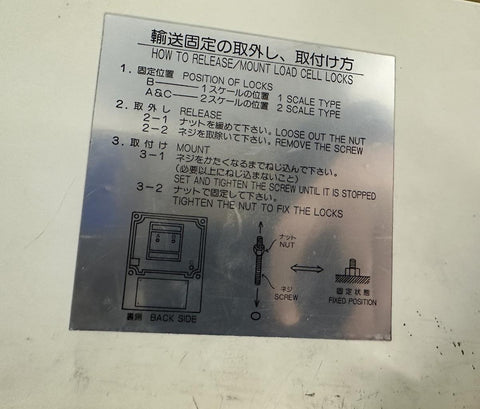 輸送固定の取外し、取付け方
HOW TO RELEASE/MOUNT LOAD CELL LOCKS
1. 固定位置 POSITION OF LOCKS
B———1スケールの位置 1 SCALE TYPE
A&C———2スケールの位置 2 SCALE TYPE
2. 取外し RELEASE
2-1 ナットを緩めて下さい。LOOSE OUT THE NUT
2-2 ネジを取除いて下さい。REMOVE THE SCREW
3. 取付け MOUNT
3-1 ネジをかたくなるまでねじ込んで下さい。
(必要以上にねじ込まないこと)
SET AND TIGHTEN THE SCREW UNTIL IT IS STOPPED
3-2 ナットで固定して下さい。
TIGHTEN THE NUT TO FIX THE LOCKS
ナット
NUT
ネジ
SCREW
固定状態
FIXED POSITION
裏側 BACK SIDE